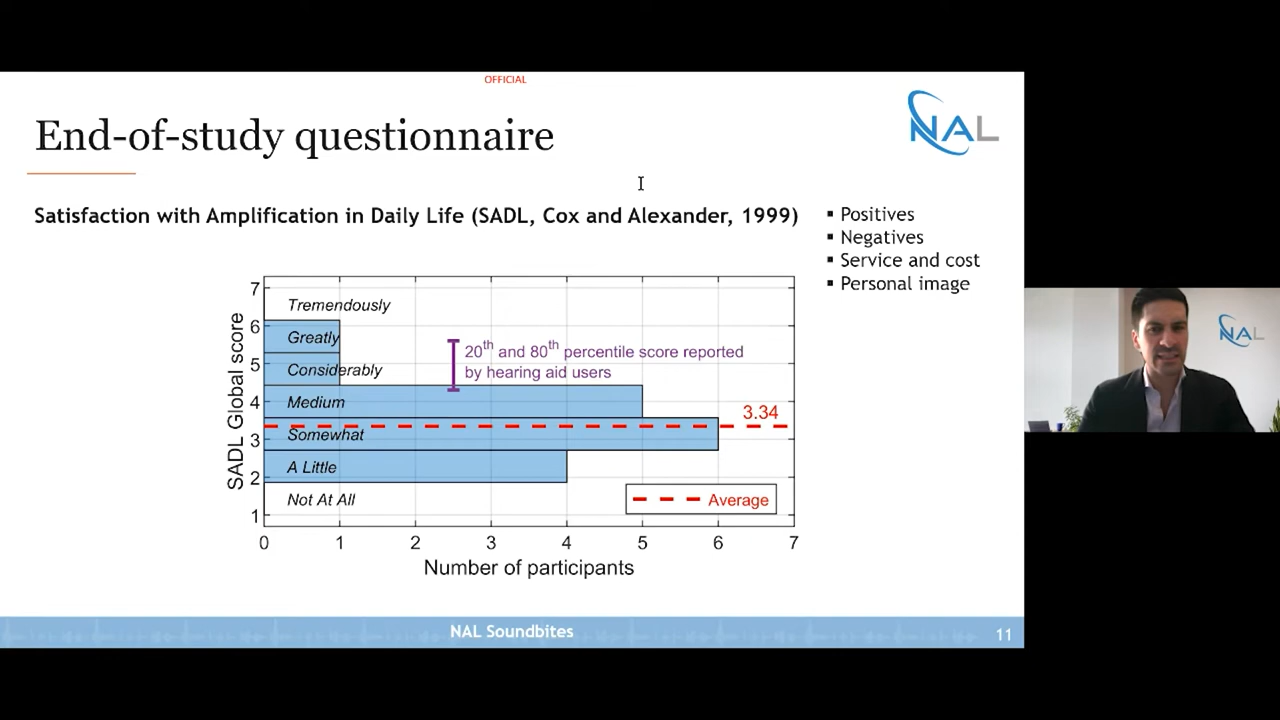 OFFICIAL
End-of-study questionnaire
NAL
Satisfaction with Amplification in Daily Life (SADL, Cox and Alexander, 1999)
▪ Positives
▪ Negatives
▪ Service and cost
▪ Personal image
SADL Global score
7
6
5
4
3
2
1
Tremendously
Greatly
Considerably
Medium
Somewhat
A Little
Not At All
20th and 80th percentile score reported
by hearing aid users
3.34
Average
0 1 2 3 4 5 6 7
Number of participants
NAL
NAL Soundbites
11